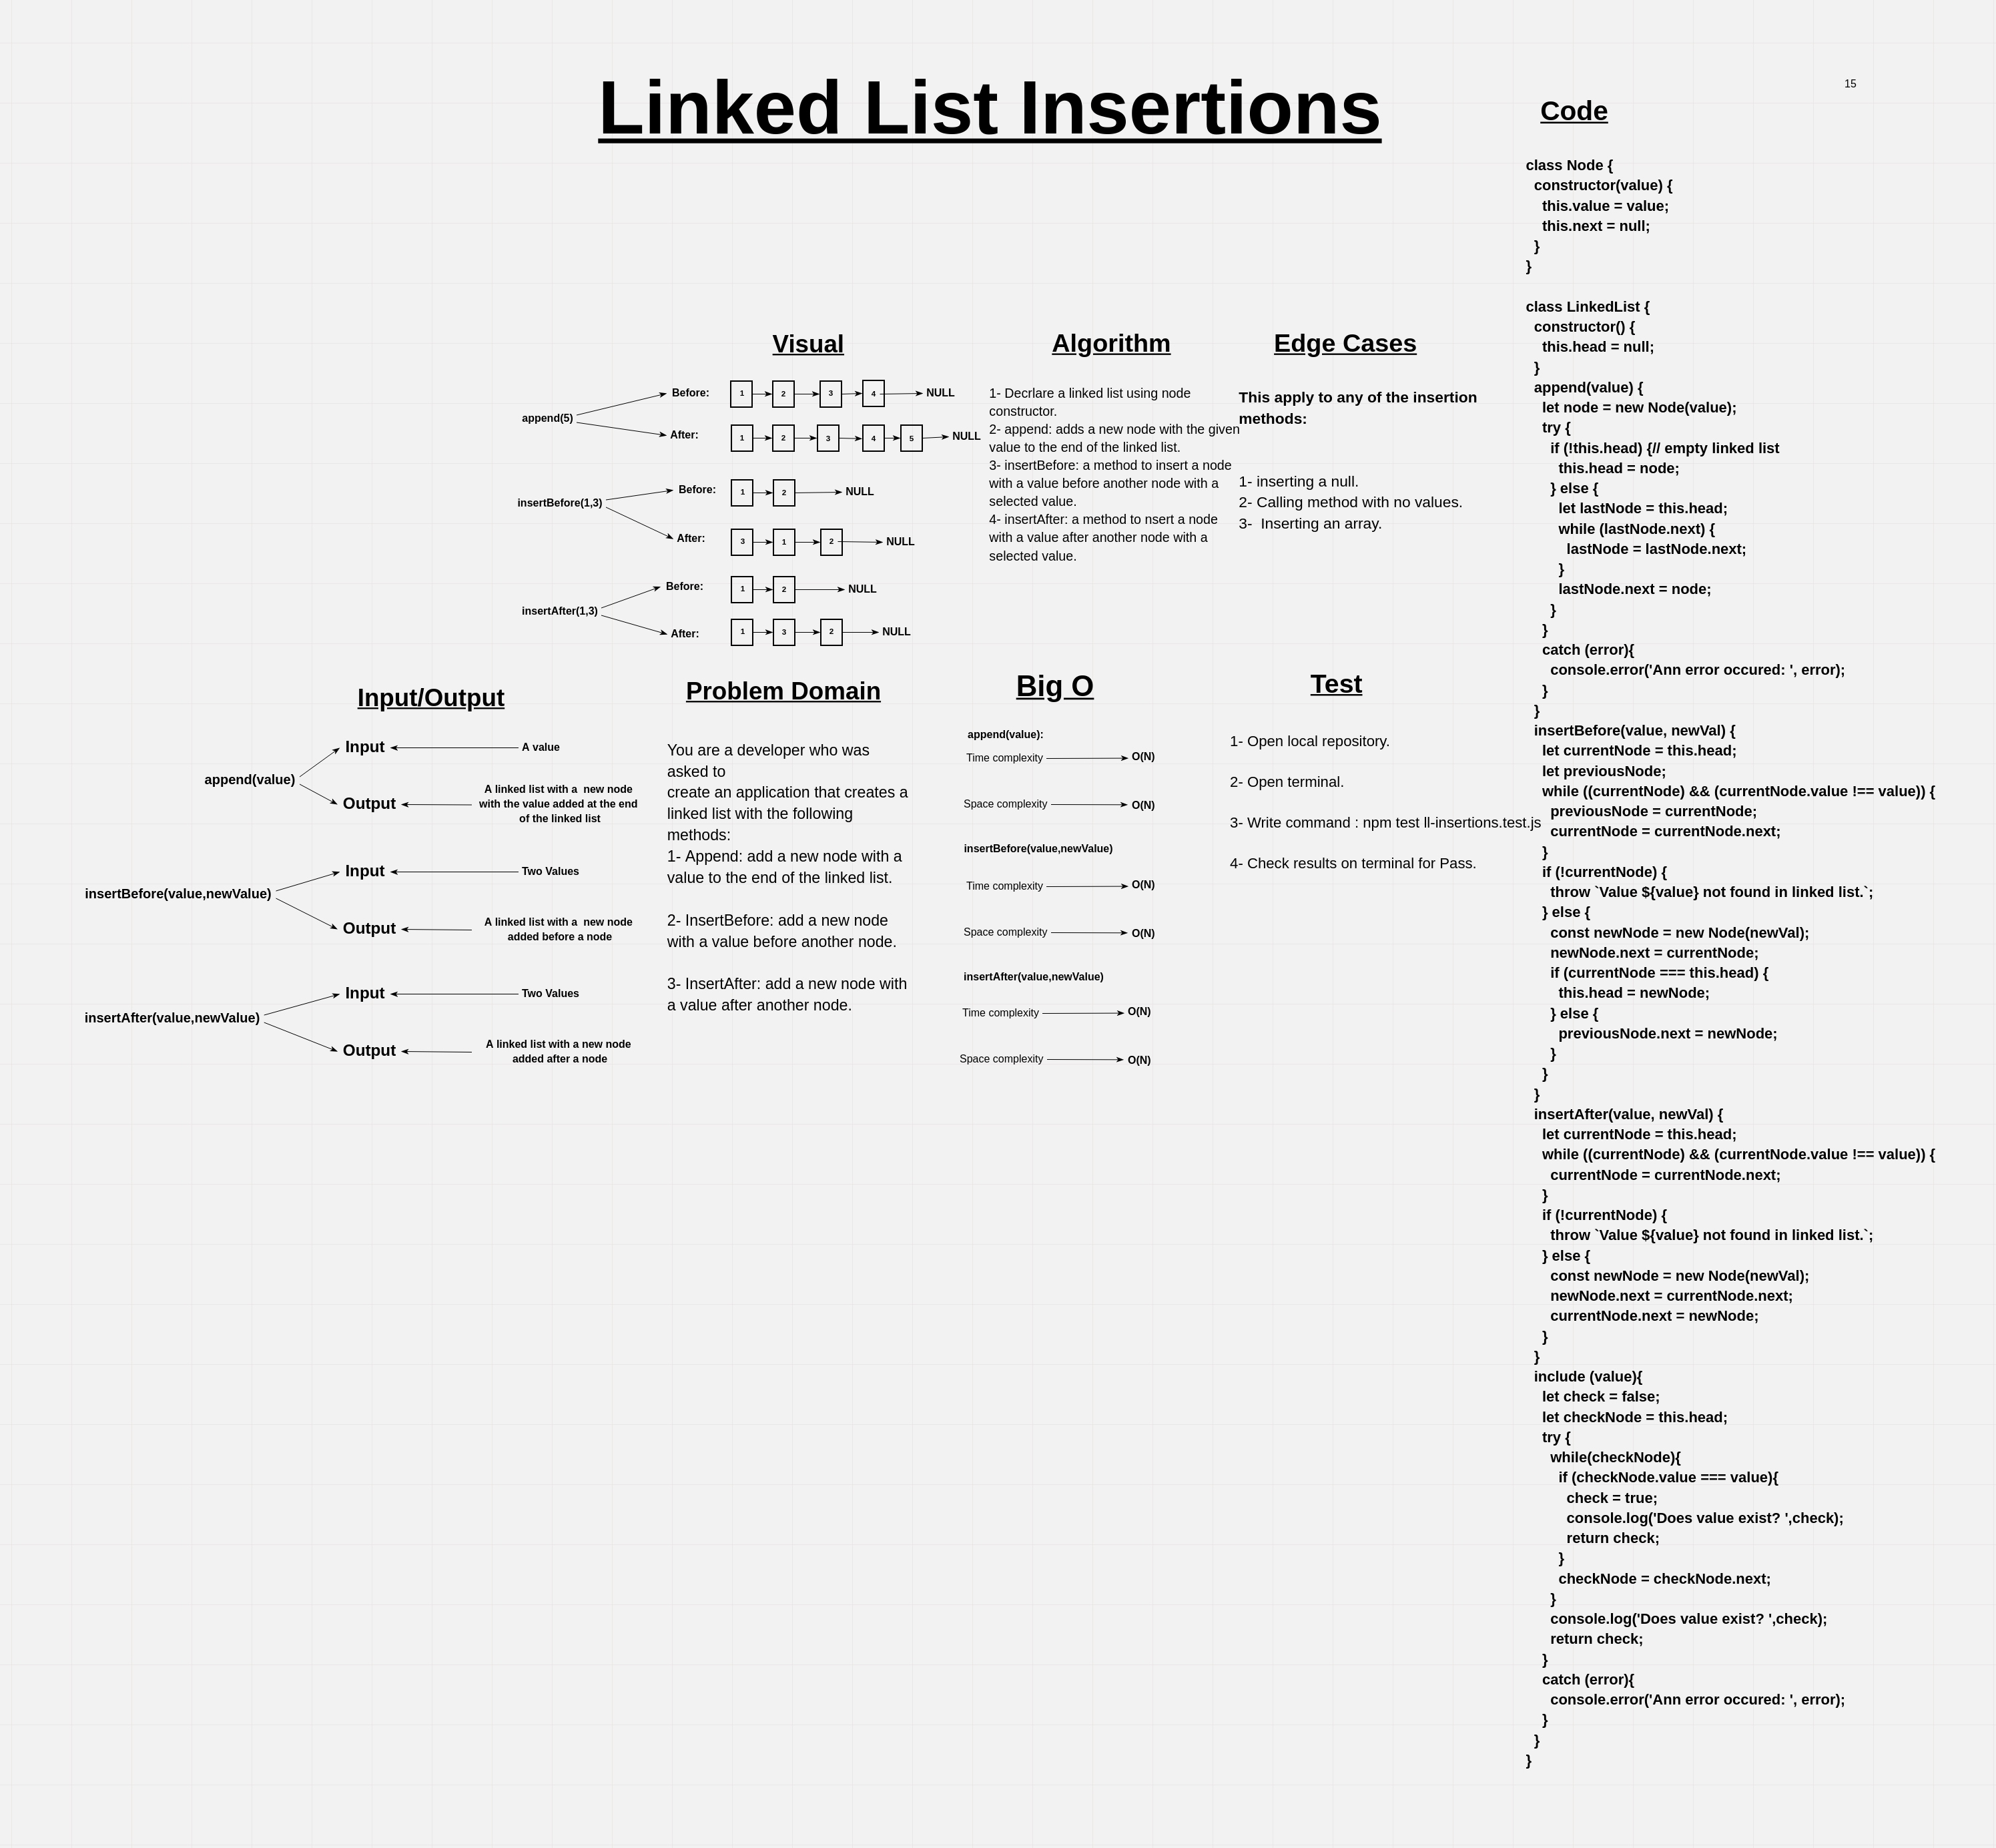 Linked List Insertions
15
Visual
append(5)
Before:
1
2
3
4
NULL
After:
1
2
3
4
5
NULL
insertBefore(1,3)
Before:
1
2
NULL
After:
3
1
2
NULL
insertAfter(1,3)
Before:
1
2
NULL
After:
1
3
2
NULL
Algorithm
1- Decrlare a linked list using node
constructor.
2- append: adds a new node with the given
value to the end of the linked list.
3- insertBefore: a method to insert a node
with a value before another node with a
selected value.
4- insertAfter: a method to nsert a node
with a value after another node with a
selected value.
Edge Cases
This apply to any of the insertion
methods:
1- inserting a null.
2- Calling method with no values.
3-  Inserting an array.
Input/Output
append(value)
Input
A value
Output
A linked list with a  new node
with the value added at the end
of the linked list
insertBefore(value,newValue)
Input
Two Values
Output
A linked list with a  new node
added before a node
insertAfter(value,newValue)
Input
Two Values
Output
A linked list with a new node
added after a node
Problem Domain
You are a developer who was
asked to
create an application that creates a
linked list with the following
methods:
1- Append: add a new node with a
value to the end of the linked list.
2- InsertBefore: add a new node
with a value before another node.
3- InsertAfter: add a new node with
a value after another node.
Big O
append(value):
Time complexity
O(N)
Space complexity
O(N)
insertBefore(value,newValue)
Time complexity
O(N)
Space complexity
O(N)
insertAfter(value,newValue)
Time complexity
O(N)
Space complexity
O(N)
Test
1- Open local repository.
2- Open terminal.
3- Write command : npm test ll-insertions.test.js
4- Check results on terminal for Pass.
Code
class Node {
  constructor(value) {
    this.value = value;
    this.next = null;
  }
}
class LinkedList {
  constructor() {
    this.head = null;
  }
  append(value) {
    let node = new Node(value);
    try {
      if (!this.head) {// empty linked list
        this.head = node;
      } else {
        let lastNode = this.head;
        while (lastNode.next) {
          lastNode = lastNode.next;
        }
        lastNode.next = node;
      }
    }
    catch (error){
      console.error('Ann error occured: ', error);
    }
  }
  insertBefore(value, newVal) {
    let currentNode = this.head;
    let previousNode;
    while ((currentNode) && (currentNode.value !== value)) {
      previousNode = currentNode;
      currentNode = currentNode.next;
    }
    if (!currentNode) {
      throw `Value ${value} not found in linked list.`;
    } else {
      const newNode = new Node(newVal);
      newNode.next = currentNode;
      if (currentNode === this.head) {
        this.head = newNode;
      } else {
        previousNode.next = newNode;
      }
    }
  }
  insertAfter(value, newVal) {
    let currentNode = this.head;
    while ((currentNode) && (currentNode.value !== value)) {
      currentNode = currentNode.next;
    }
    if (!currentNode) {
      throw `Value ${value} not found in linked list.`;
    } else {
      const newNode = new Node(newVal);
      newNode.next = currentNode.next;
      currentNode.next = newNode;
    }
  }
  include (value){
    let check = false;
    let checkNode = this.head;
    try {
      while(checkNode){
        if (checkNode.value === value){
          check = true;
          console.log('Does value exist? ',check);
          return check;
        }
        checkNode = checkNode.next;
      }
      console.log('Does value exist? ',check);
      return check;
    }
    catch (error){
      console.error('Ann error occured: ', error);
    }
  }
}